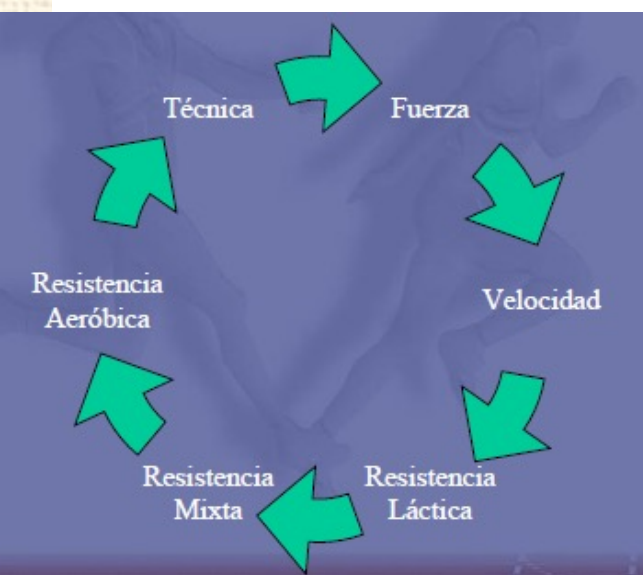 Técnica
Fuerza
Velocidad
Resistencia
Láctica
Resistencia
Mixta
Resistencia
Aeróbica